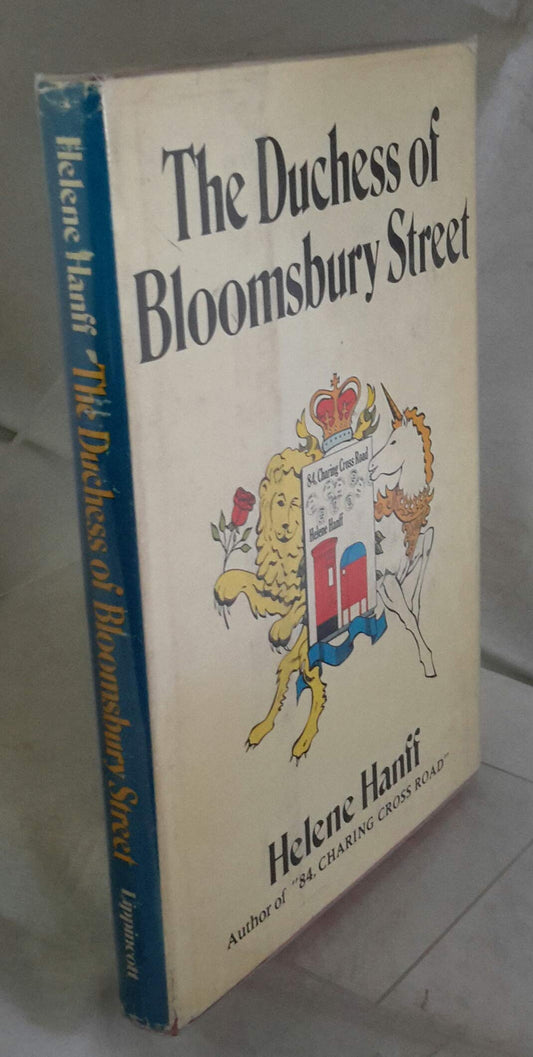 The Duchess of
Bloomsbury Street
84, Charing Cross Road
Helene Hanff
Helene Hanff
Author of "84, CHARING CROSS ROAD"
Helene Hanff The Duchess of Bloomsbury Street Lippincott